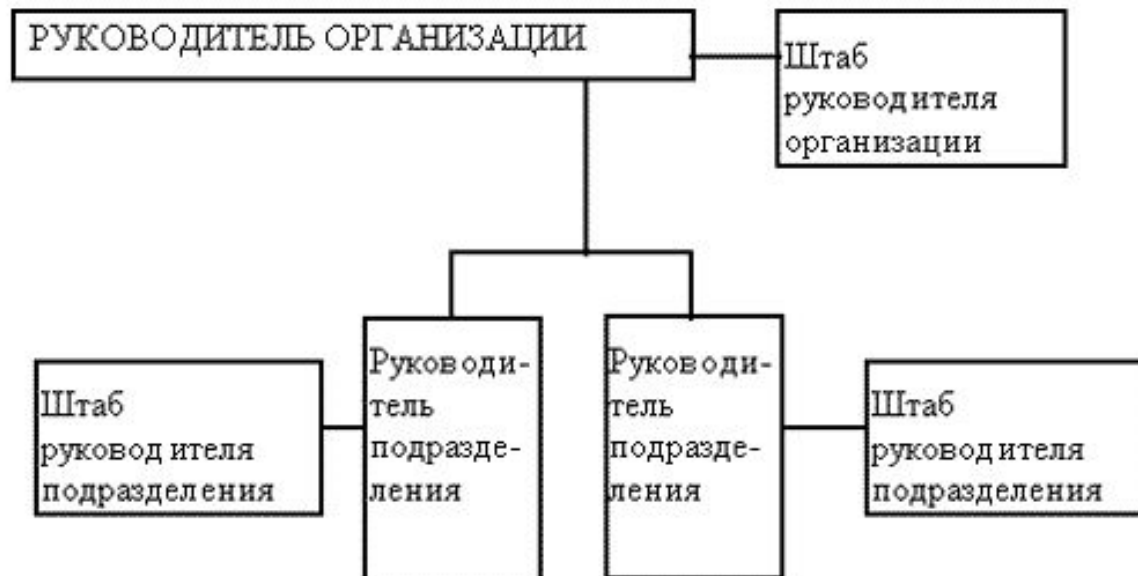 РУКОВОДИТЕЛЬ ОРГАНИЗАЦИИ
Штаб
руководителя
организации
Штаб
руководителя
подразделения
Руководи-
тель
подразде-
ления
Руководи-
тель
подразде-
ления
Штаб
руководителя
подразделения